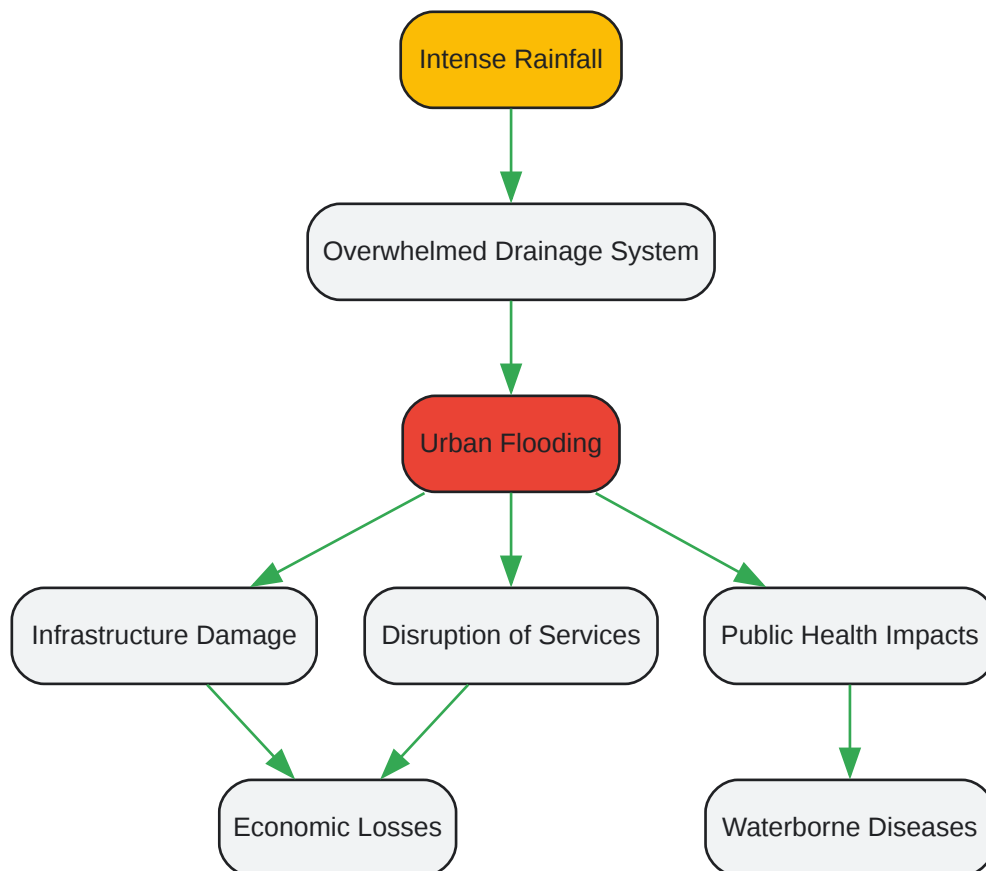 Intense Rainfall
Overwhelmed Drainage System
Urban Flooding
Infrastructure Damage
Disruption of Services
Public Health Impacts
Economic Losses
Waterborne Diseases